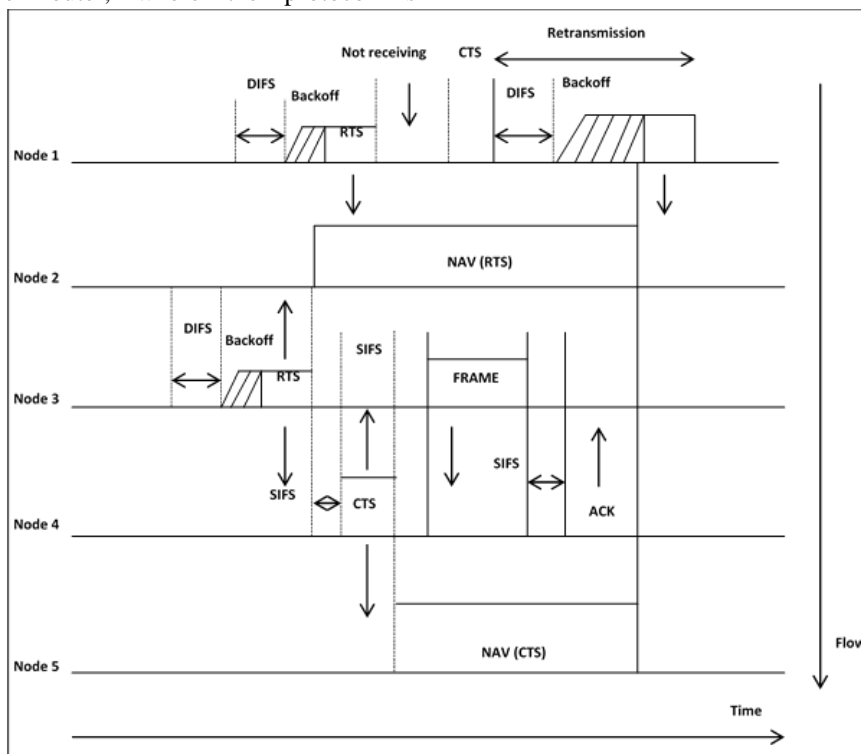 Retransmission
Not receiving
CTS
DIFS
Backoff
DIFS
Backoff
RTS
Node 1
NAV (RTS)
Node 2
DIFS
Backoff
SIFS
RTS
FRAME
Node 3
SIFS
SIFS
CTS
ACK
Node 4
Flow
NAV (CTS)
Node 5
Time